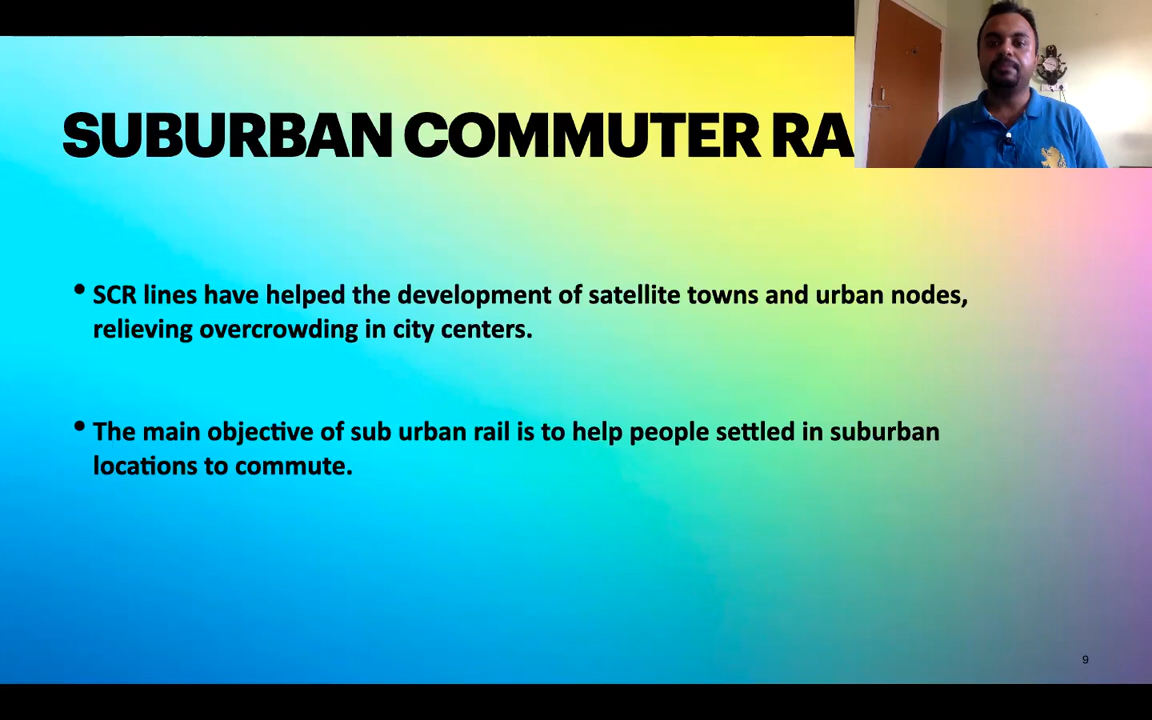 SUBURBAN COMMUTER RA
• SCR lines have helped the development of satellite towns and urban nodes,
relieving overcrowding in city centers.
• The main objective of sub urban rail is to help people settled in suburban
locations to commute.
9